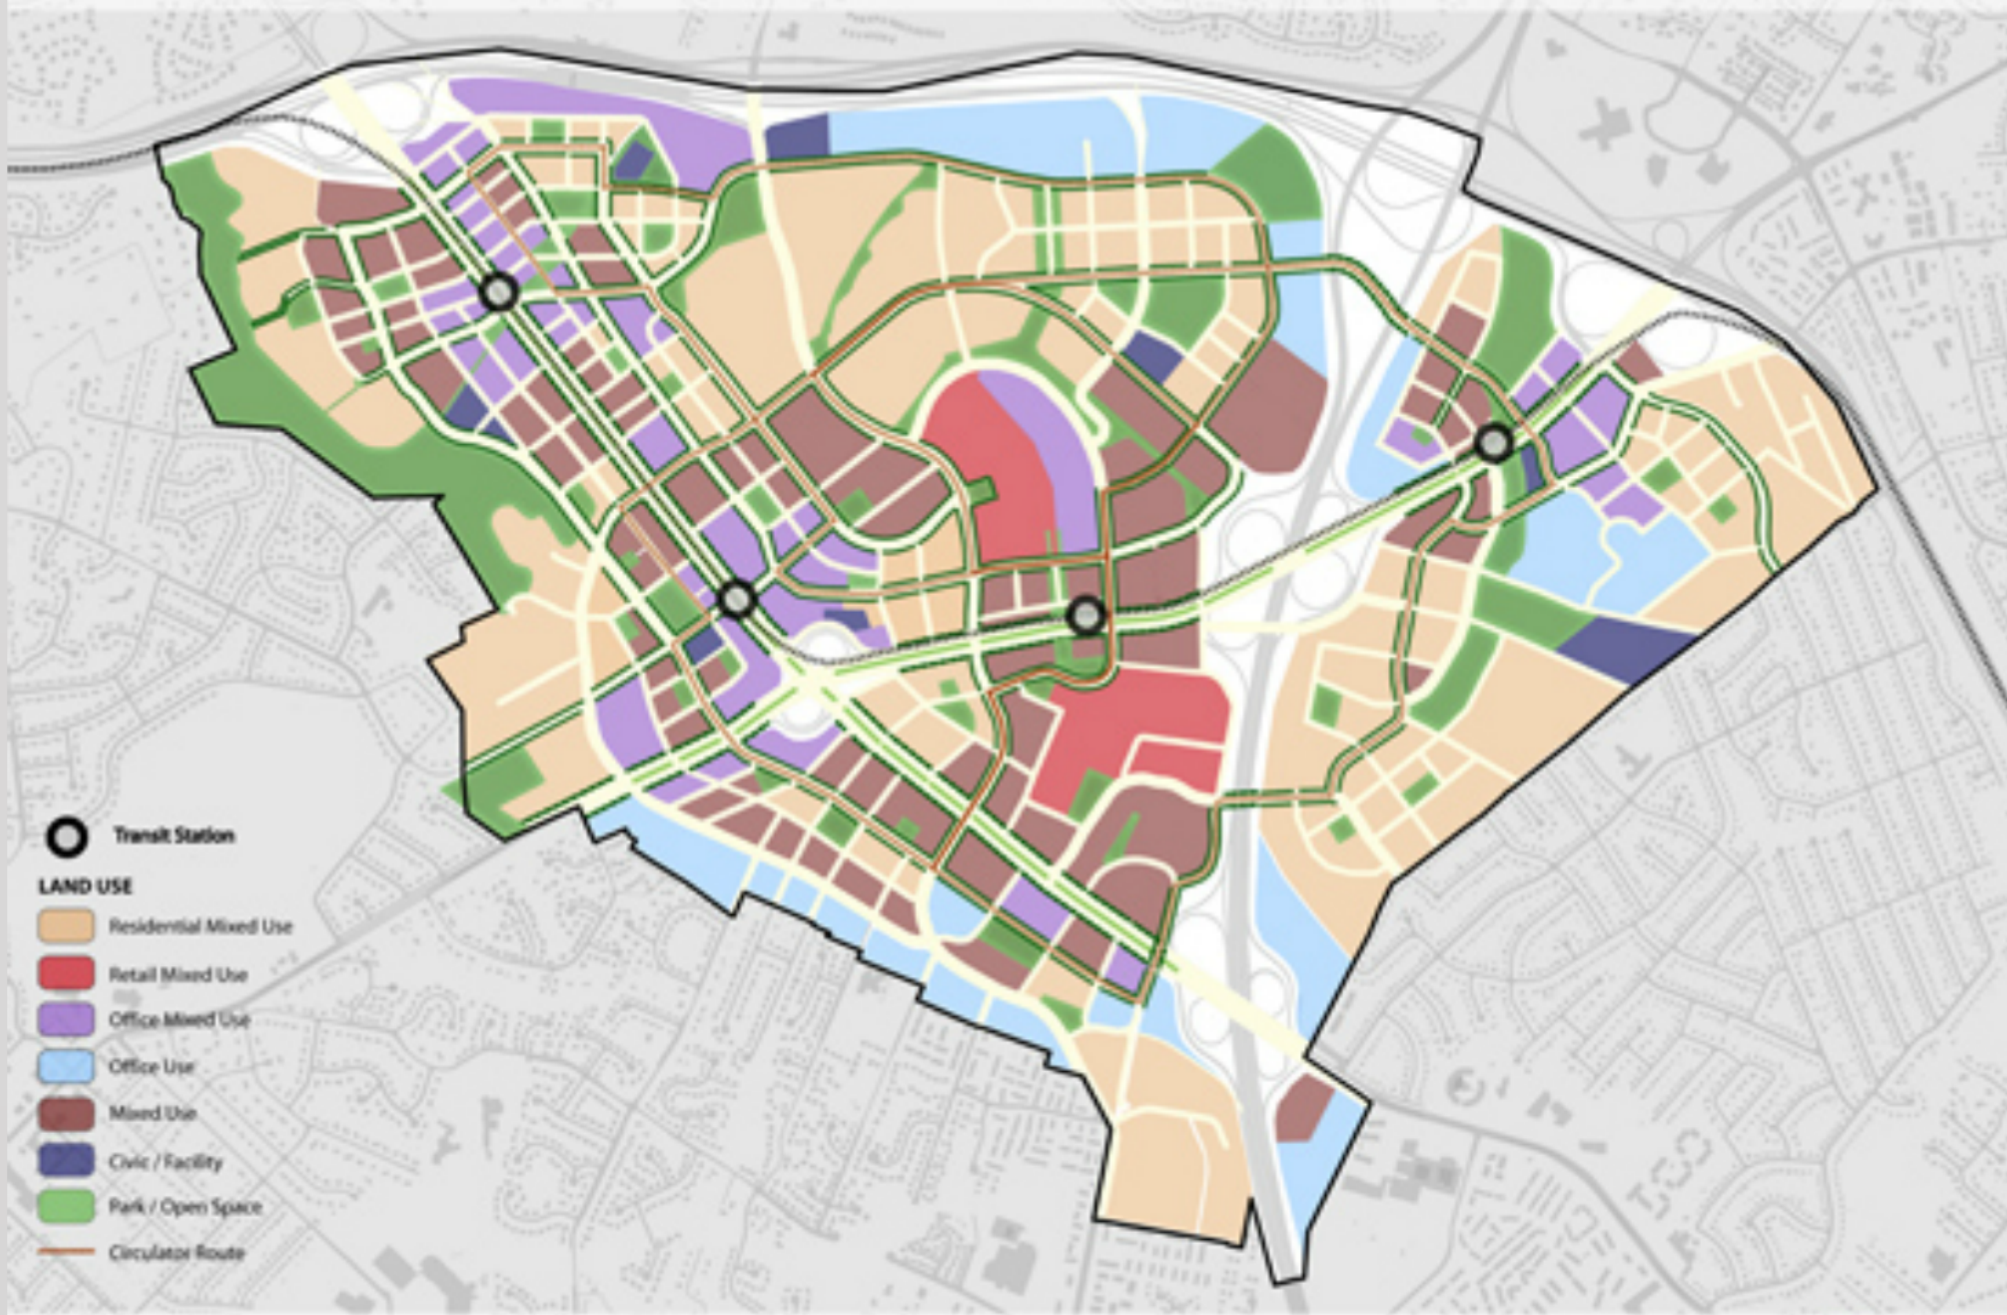 Transit Station
LAND USE
Residential Mixed Use
Retail Mixed Use
Office Mixed Use
Office Use
Mixed Use
Civic / Facility
Park / Open Space
Circulator Route